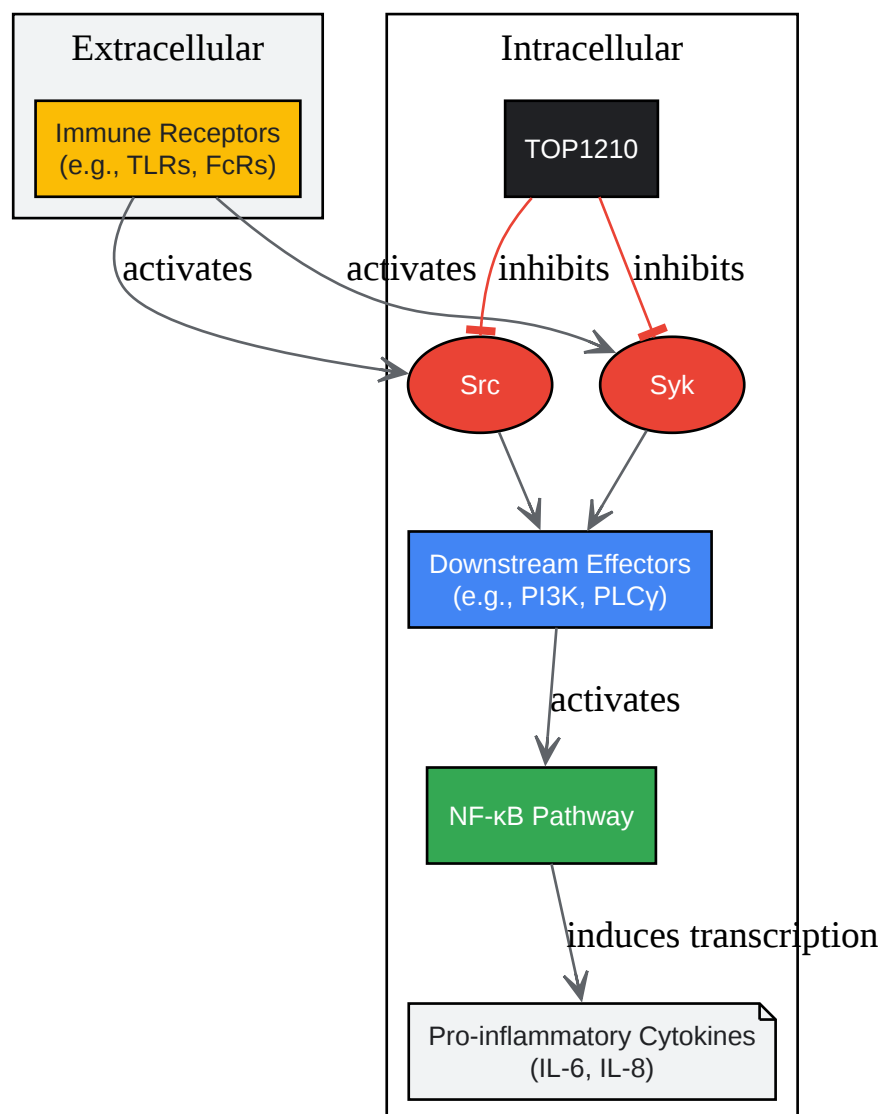 Extracellular
Intracellular
Immune Receptors
(e.g., TLRs, FcRs)
TOP1210
activates
activates
inhibits
inhibits
Src
Syk
Downstream Effectors
(e.g., PI3K, PLCγ)
activates
NF-κB Pathway
induces transcription
Pro-inflammatory Cytokines
(IL-6, IL-8)